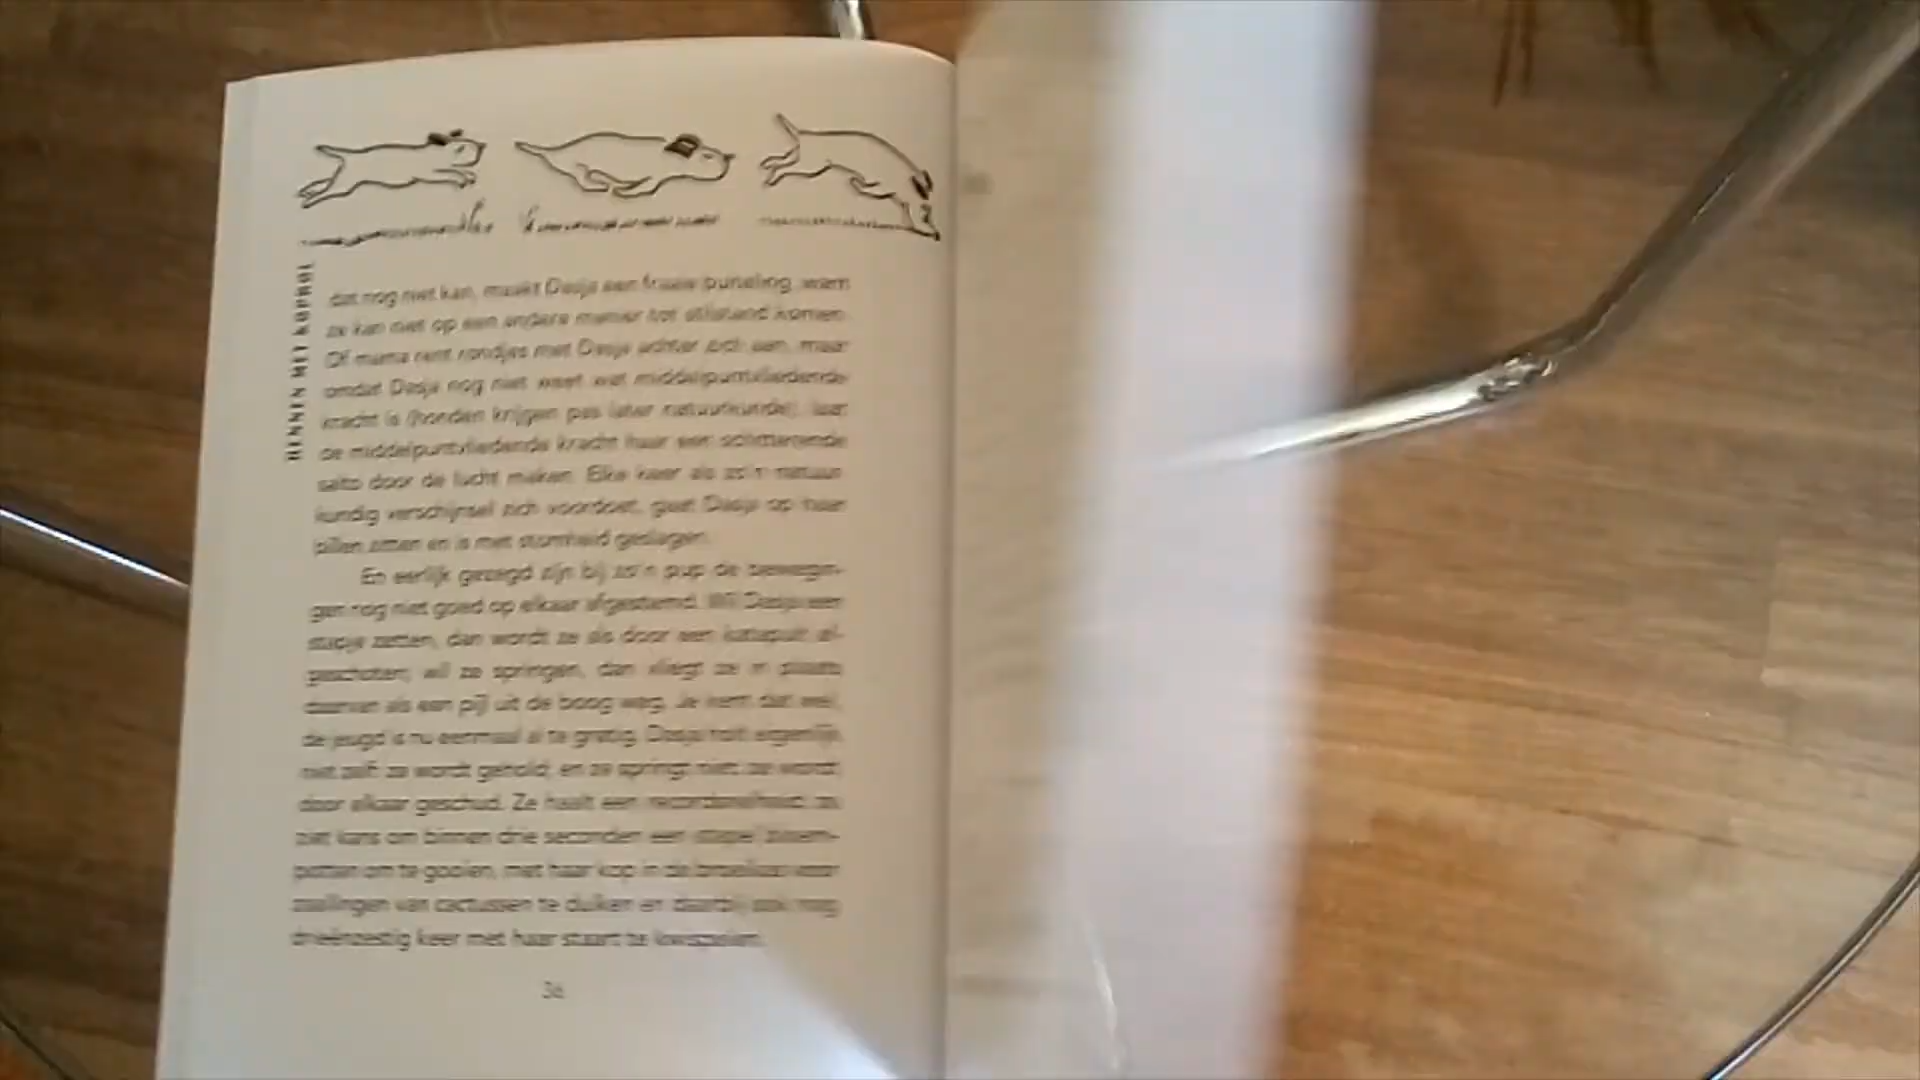 RENNEN MET KOPROL
dat nog niet kan, maakt Dasja een fraaie buiteling, want
ze kan niet op een andere manier tot stilstand komen.
Of mama rent rondjes met Dasja achter zich aan, maar
omdat Dasja nog niet weet wat middelpuntvliedende
kracht is (honden krijgen pas later natuurkunde), laat
de middelpuntvliedende kracht haar een schitterende
salto door de lucht maken. Elke keer als zo'n natuur-
kundig verschijnsel zich voordoet, gaat Dasja op haar
billen zitten en is met stomheid geslagen.
En eerlijk gezegd zijn bij zo'n pup de bewegin-
gen nog niet goed op elkaar afgestemd. Wil Dasja een
stapje zetten, dan wordt ze als door een katapult af-
geschoten; wil ze springen, dan vliegt ze in plaats
daarvan als een pijl uit de boog weg. Je kent dat wel,
de jeugd is nu eenmaal al te gretig. Dasja holt eigenlijk
niet zelf: ze wordt gehold; en ze springt niet: ze wordt
door elkaar geschud. Ze haalt een recordsnelheid: ze
ziet kans om binnen drie seconden een stapel bloem-
potten om te gooien, met haar kop in de broeikas voor
zaailingen van cactussen te duiken en daarbij ook nog
drieënzestig keer met haar staart te kwispelen.
36